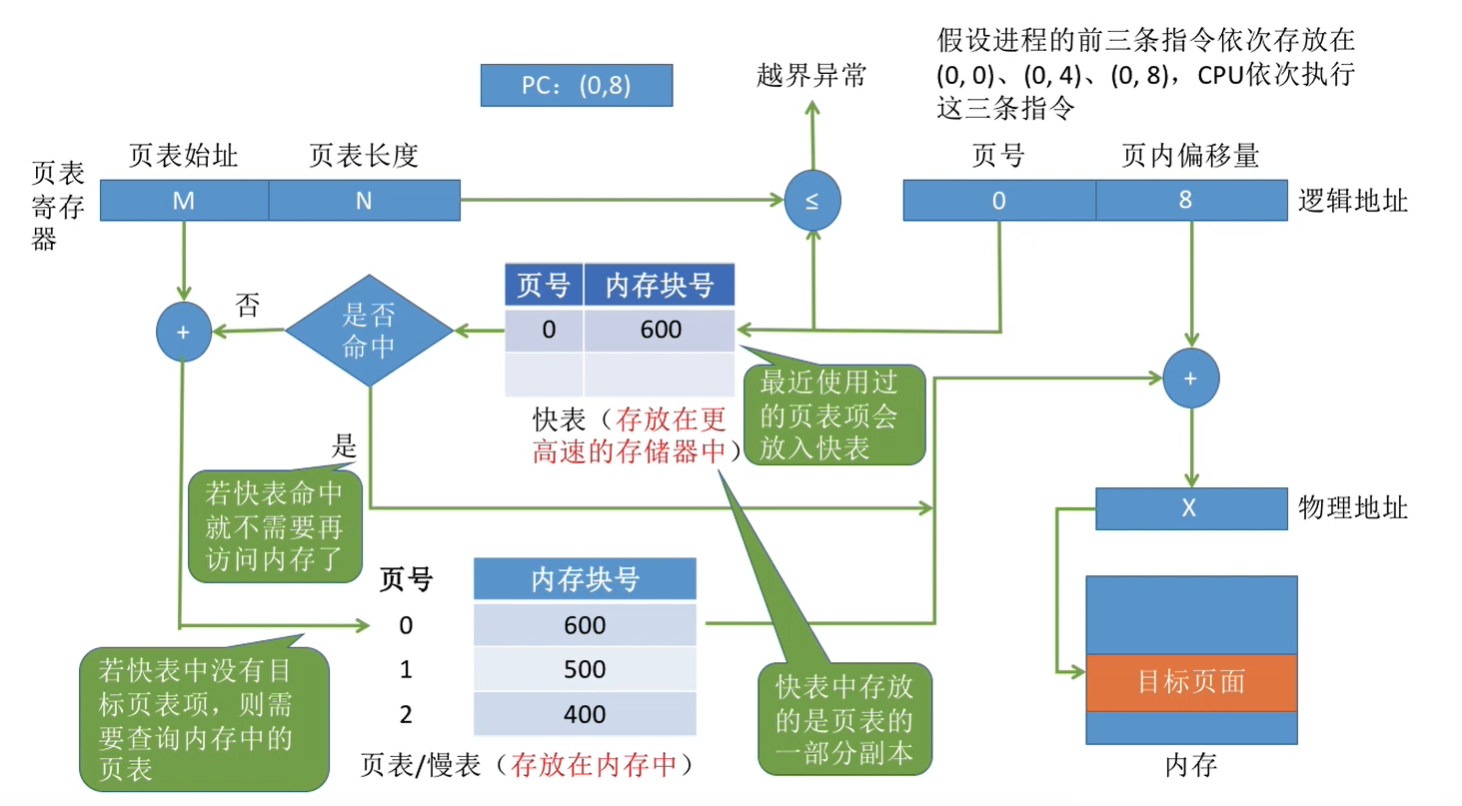 假设进程的前三条指令依次存放在
(0, 0)、(0, 4)、(0, 8)，CPU依次执行
这三条指令
PC：(0,8)
越界异常
页表始址
页表长度
页号
页内偏移量
页表
寄存
器
M
N
≤
0
8
逻辑地址
页号
内存块号
0
600
是否
命中
否
+
+
最近使用过
的页表项会
放入快表
快表（存放在更
高速的存储器中）
是
若快表命中
就不需要再
访问内存了
X
物理地址
页号
内存块号
0
600
1
500
2
400
页表/慢表（存放在内存中）
若快表中没有目
标页表项，则需
要查询内存中的
页表
快表中存放
的是页表的
一部分副本
目标页面
内存